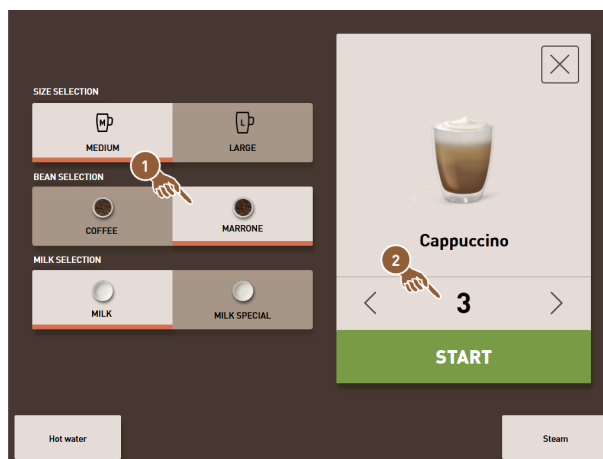 SIZE SELECTION
M
MEDIUM
L
LARGE
1
BEAN SELECTION
COFFEE
MARRONE
MILK SELECTION
MILK
MILK SPECIAL
Cappuccino
2
3
START
Hot water
Steam